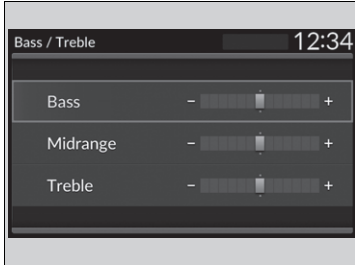 Bass / Treble 12:34
Bass - +
Midrange - +
Treble - +